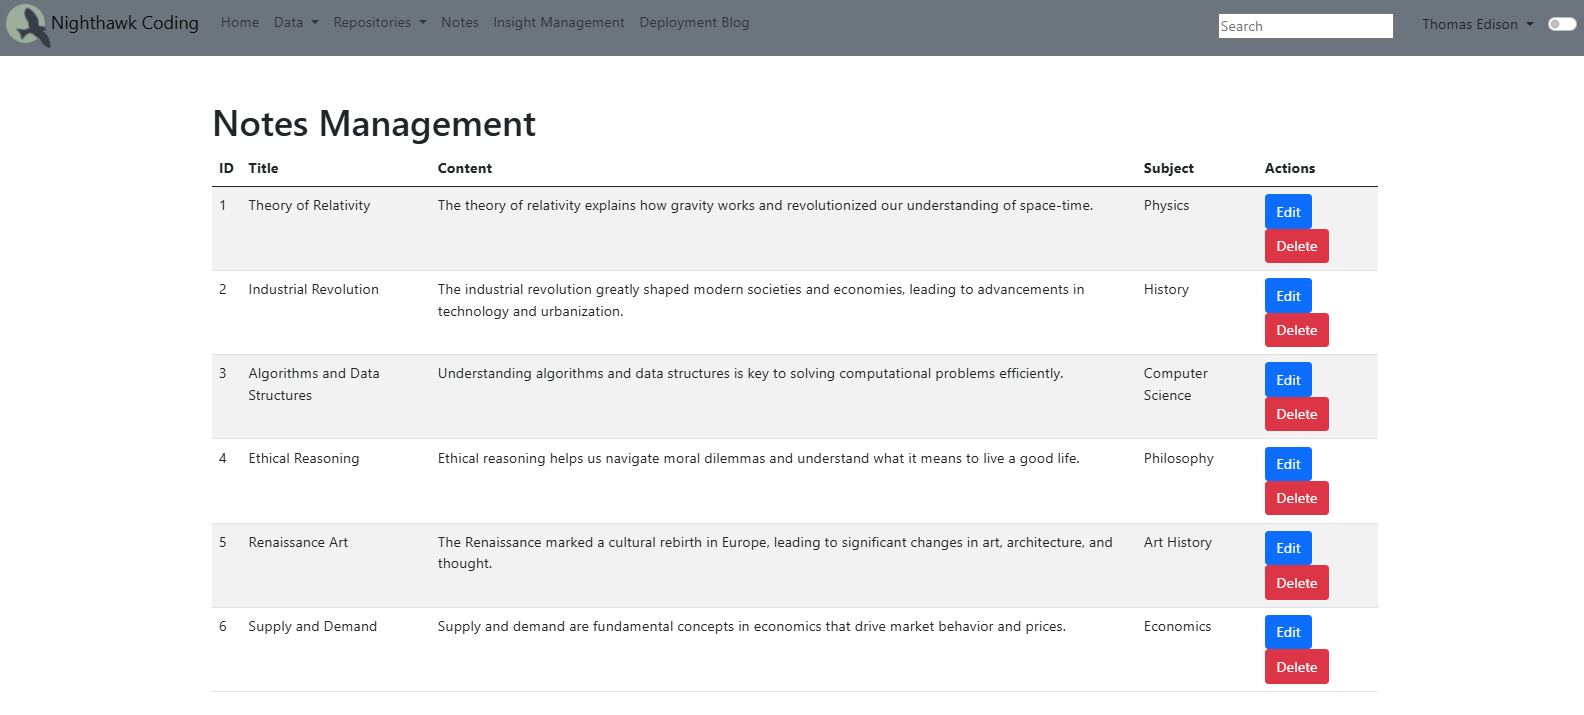 Nighthawk Coding Home Data Repositories Notes Insight Management Deployment Blog Search Thomas Edison
Notes Management
ID Title Content Subject Actions
1 Theory of Relativity The theory of relativity explains how gravity works and revolutionized our understanding of space-time. Physics Edit
Delete
2 Industrial Revolution The industrial revolution greatly shaped modern societies and economies, leading to advancements in History Edit
technology and urbanization.
Delete
3 Algorithms and Data Understanding algorithms and data structures is key to solving computational problems efficiently. Computer Edit
Structures Science
Delete
4 Ethical Reasoning Ethical reasoning helps us navigate moral dilemmas and understand what it means to live a good life. Philosophy Edit
Delete
5 Renaissance Art The Renaissance marked a cultural rebirth in Europe, leading to significant changes in art, architecture, and Art History Edit
thought.
Delete
6 Supply and Demand Supply and demand are fundamental concepts in economics that drive market behavior and prices. Economics Edit
Delete